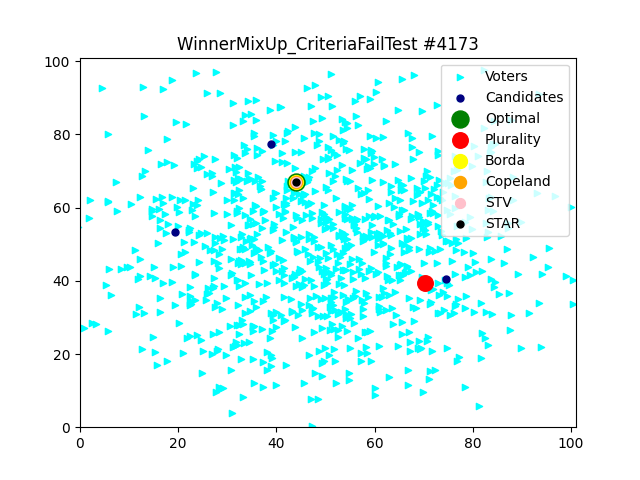 WinnerMixUp_CriteriaFailTest #4173
100
80
60
40
20
0
0
20
40
60
80
100
Voters
Candidates
Optimal
Plurality
Borda
Copeland
STV
STAR